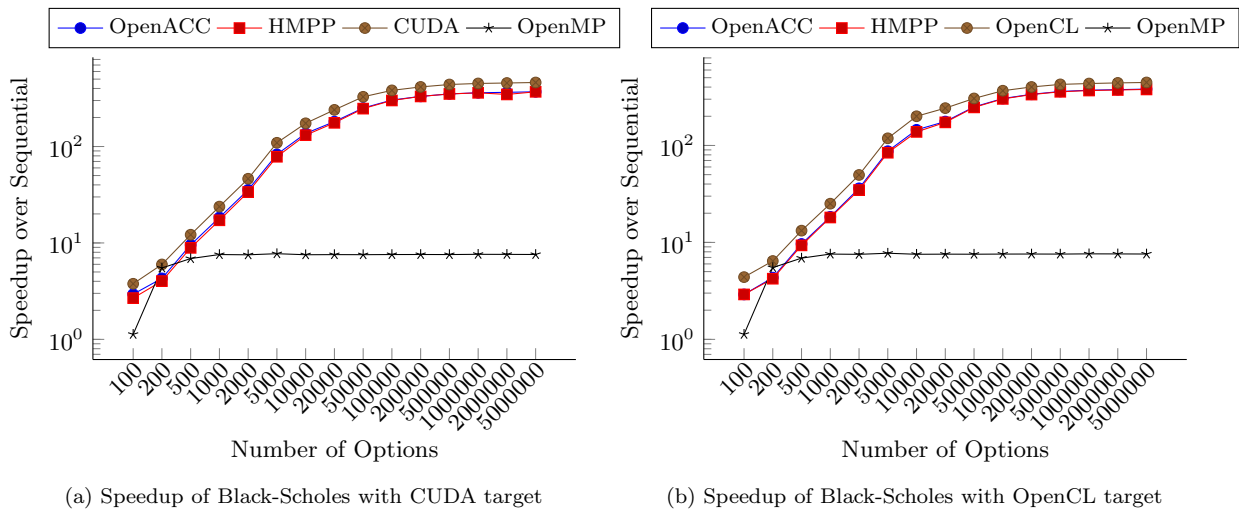 OpenACC HMPP CUDA OpenMP
Speedup over Sequential
10^2
10^1
10^0
100 200 500 1000 2000 5000 10000 20000 50000 100000 200000 500000 1000000 2000000 5000000
Number of Options
(a) Speedup of Black-Scholes with CUDA target
OpenACC HMPP OpenCL OpenMP
Speedup over Sequential
10^2
10^1
10^0
100 200 500 1000 2000 5000 10000 20000 50000 100000 200000 500000 1000000 2000000 5000000
Number of Options
(b) Speedup of Black-Scholes with OpenCL target